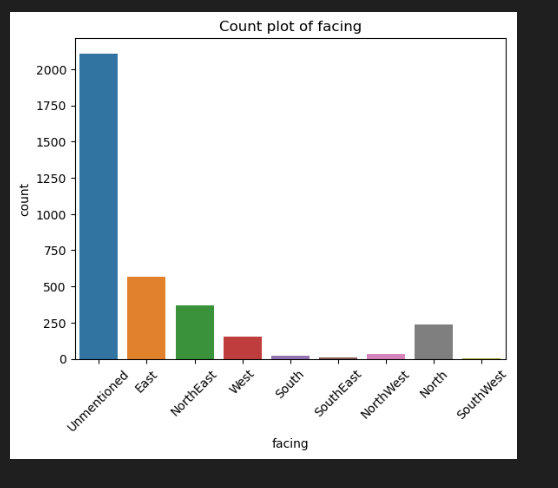 Count plot of facing
count
2000
1750
1500
1250
1000
750
500
250
0
Unmentioned
East
NorthEast
West
South
SouthEast
NorthWest
North
SouthWest
facing